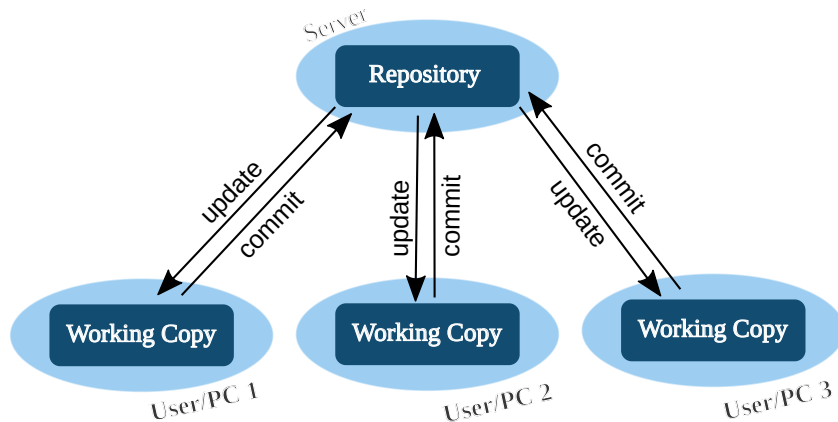 Server
Repository
update
commit
update
commit
commit
update
Working Copy
Working Copy
Working Copy
User/PC 1
User/PC 2
User/PC 3